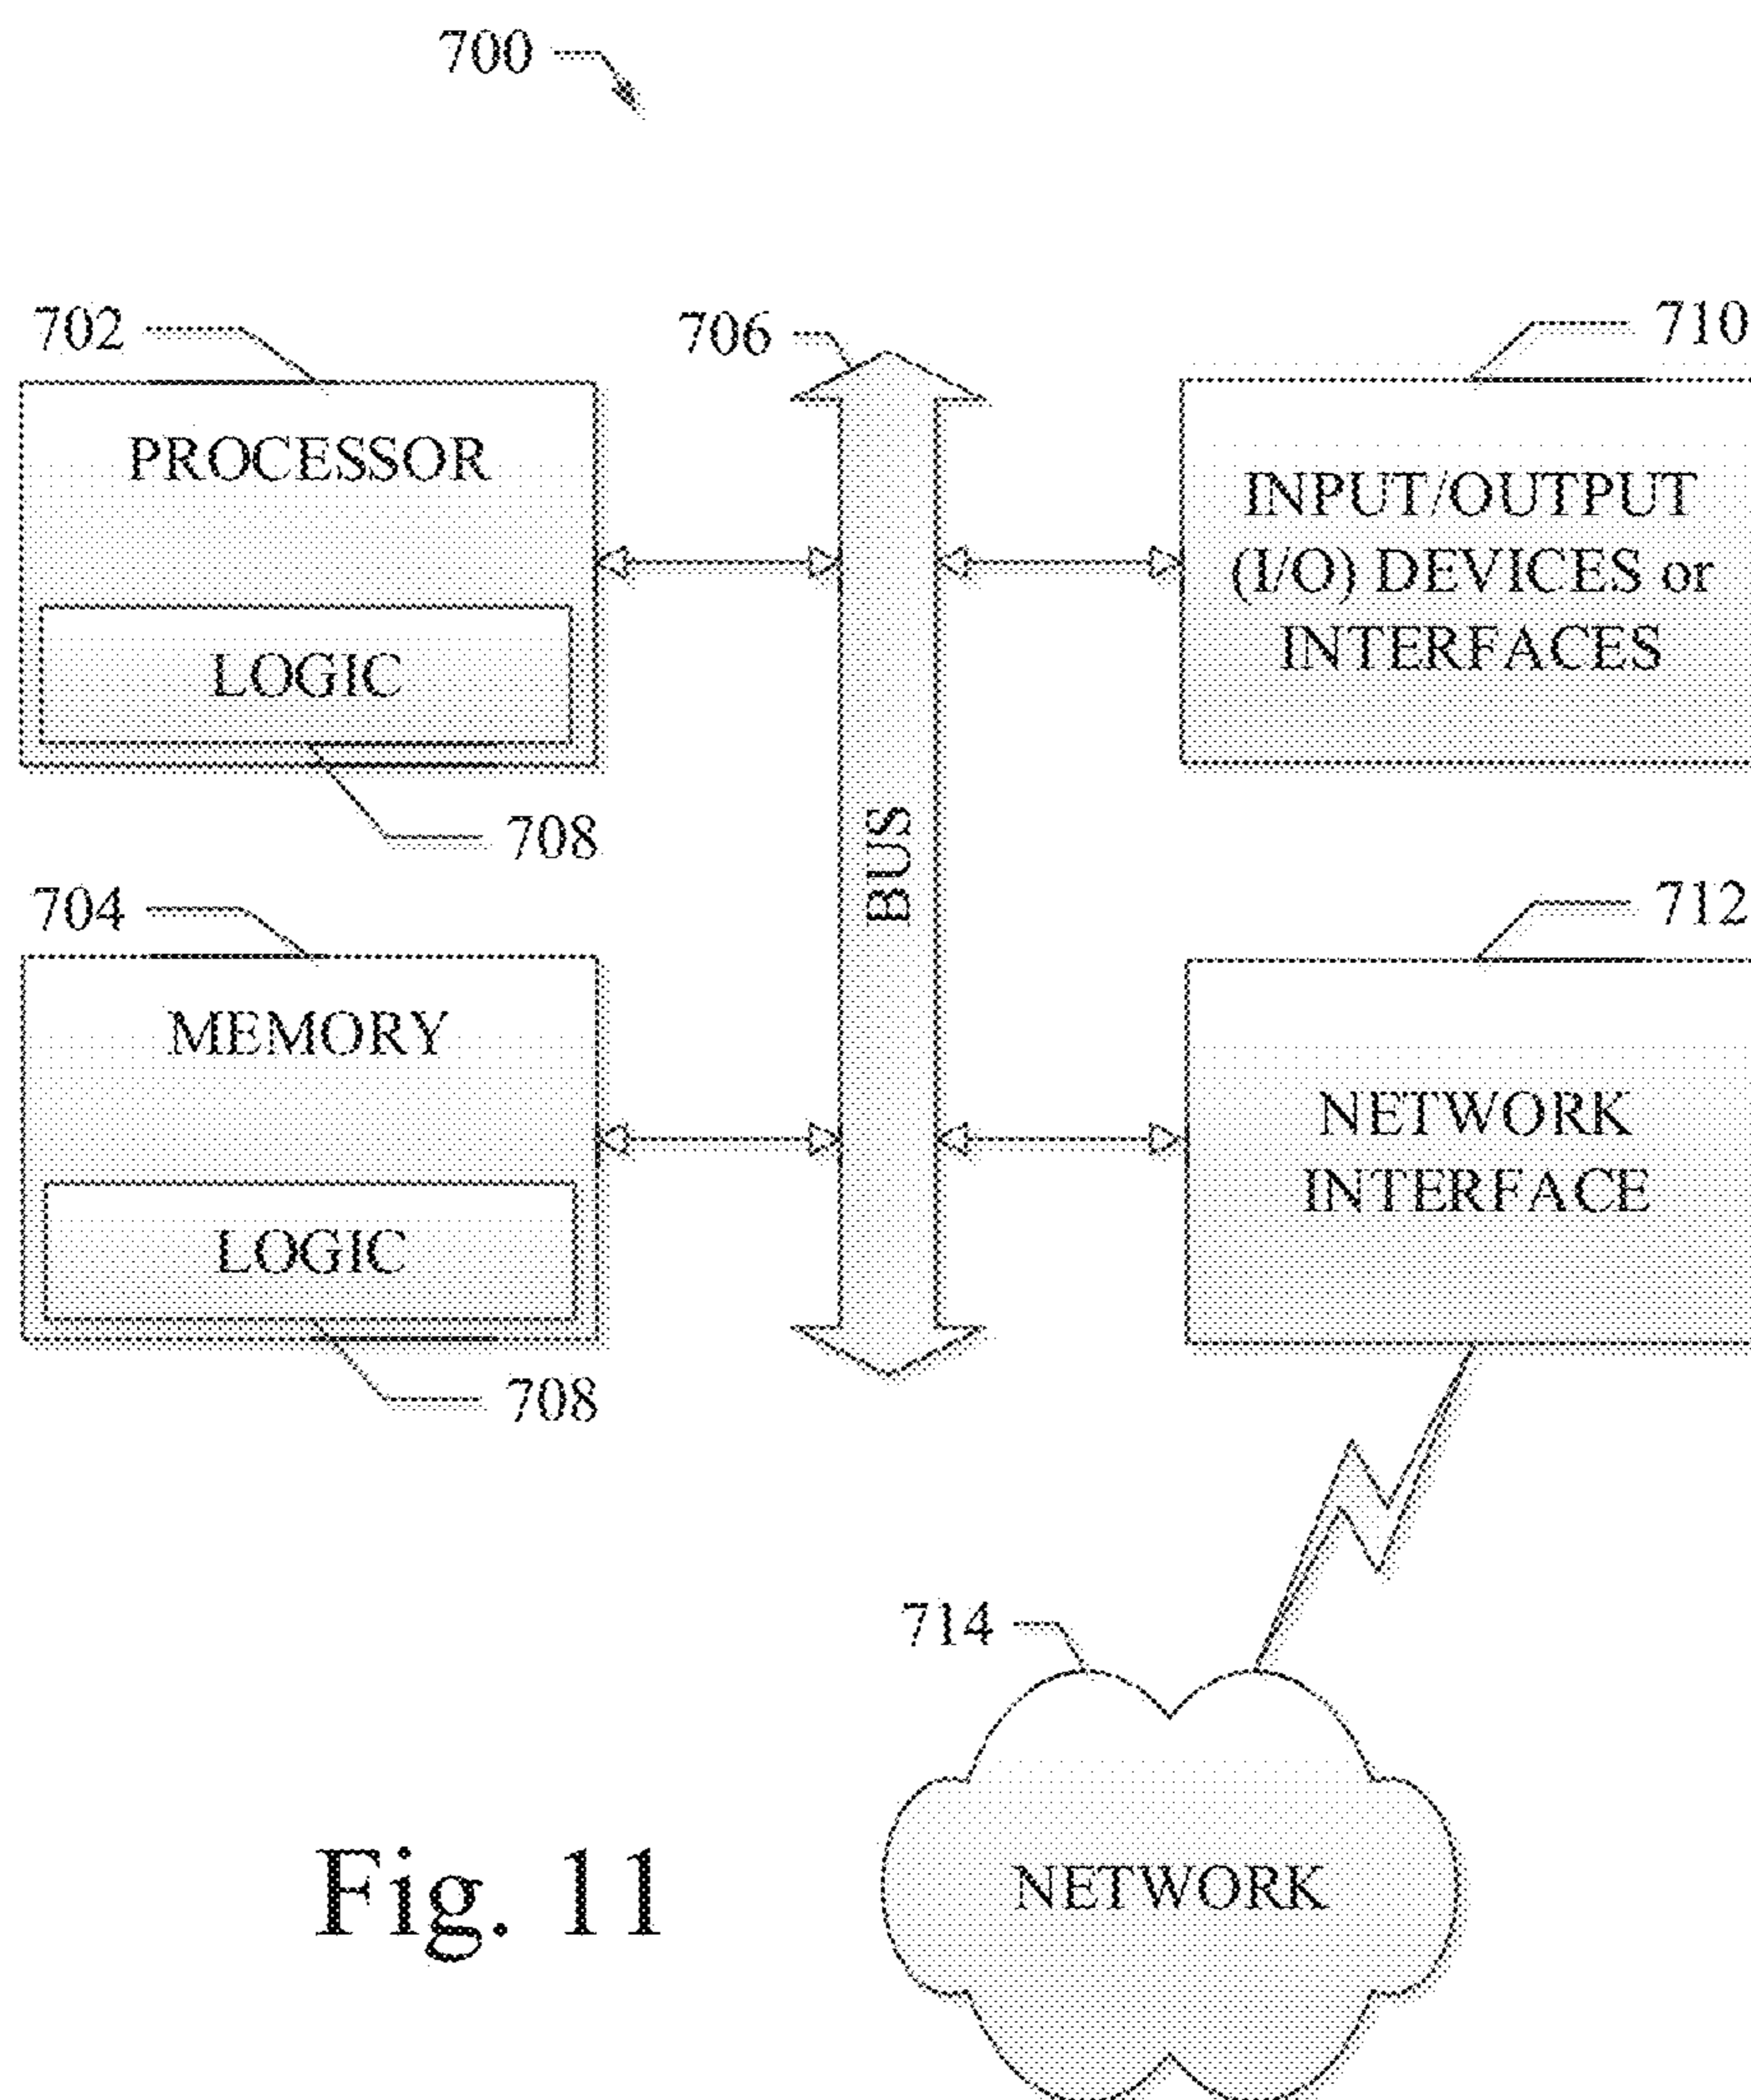 700
702
706
710
PROCESSOR
INPUT/OUTPUT
(I/O) DEVICES or
INTERFACES
LOGIC
708
BUS
704
712
MEMORY
NETWORK
INTERFACE
LOGIC
708
714
NETWORK
Fig. 11